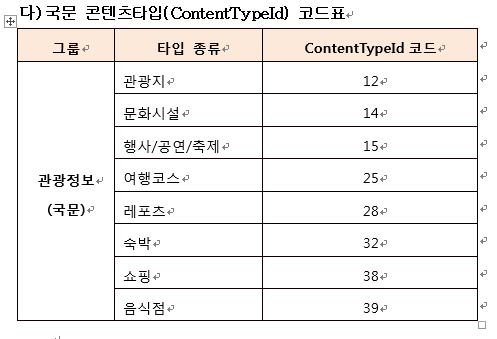 다)국문 콘텐츠타입(ContentTypeId) 코드표
그룹 타입 종류 ContentTypeId 코드
관광지 12
문화시설 14
행사/공연/축제 15
여행코스 25
관광정보
(국문)
레포츠 28
숙박 32
쇼핑 38
음식점 39